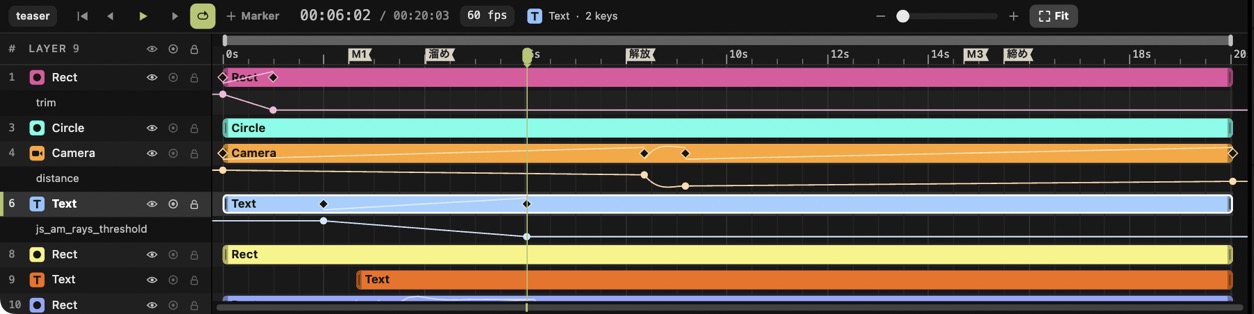 teaser + Marker 00:06:02 / 00:20:03 60 fps T Text · 2 keys Fit
# LAYER 9 0s M1 溜め 解放 10s 12s 14s M3 締め 18s 20
1 Rect Rect
trim
3 Circle Circle
4 Camera Camera
distance
6 T Text Text
js_am_rays_threshold
8 Rect Rect
9 T Text Text
10 Rect